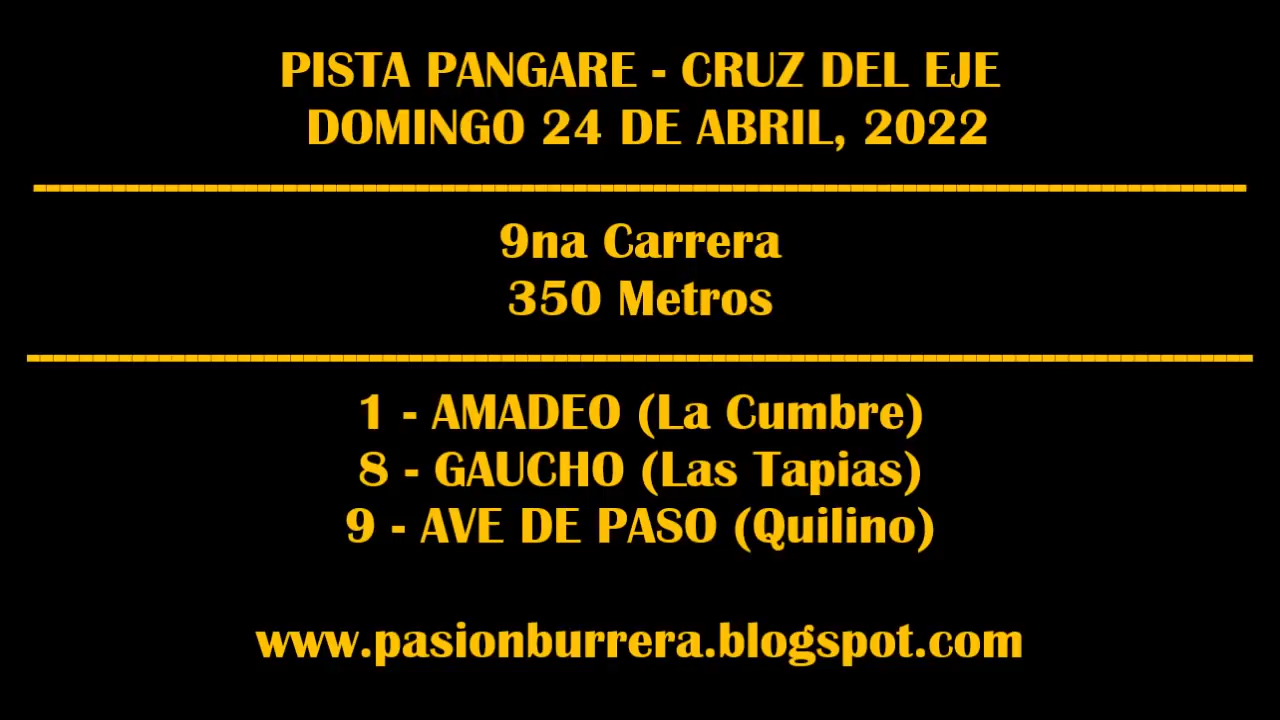 PISTA PANGARE - CRUZ DEL EJE
DOMINGO 24 DE ABRIL, 2022
9na Carrera
350 Metros
1 - AMADEO (La Cumbre)
8 - GAUCHO (Las Tapias)
9 - AVE DE PASO (Quilino)
www.pasionburrera.blogspot.com